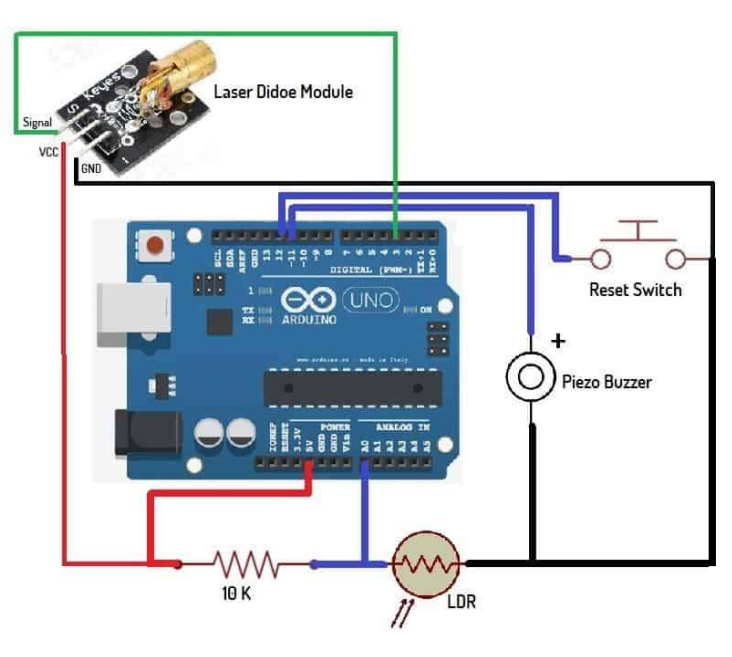 Keyes
S
Laser Didoe Module
Signal
VCC
GND
-
SCL
SDA
AREF
GND
13
12
~11
~10
~9
8
7
~6
~5
4
~3
2
TX→1
RX←0
DIGITAL (PWM~)
Reset Switch
1
TX
RX
ARDUINO
UNO
ON
www.arduino.cc - made in Italy
+
Piezo Buzzer
POWER
ANALOG IN
IOREF
RESET
3.3V
5V
GND
GND
Vin
A0
A1
A2
A3
A4
A5
10 K
LDR